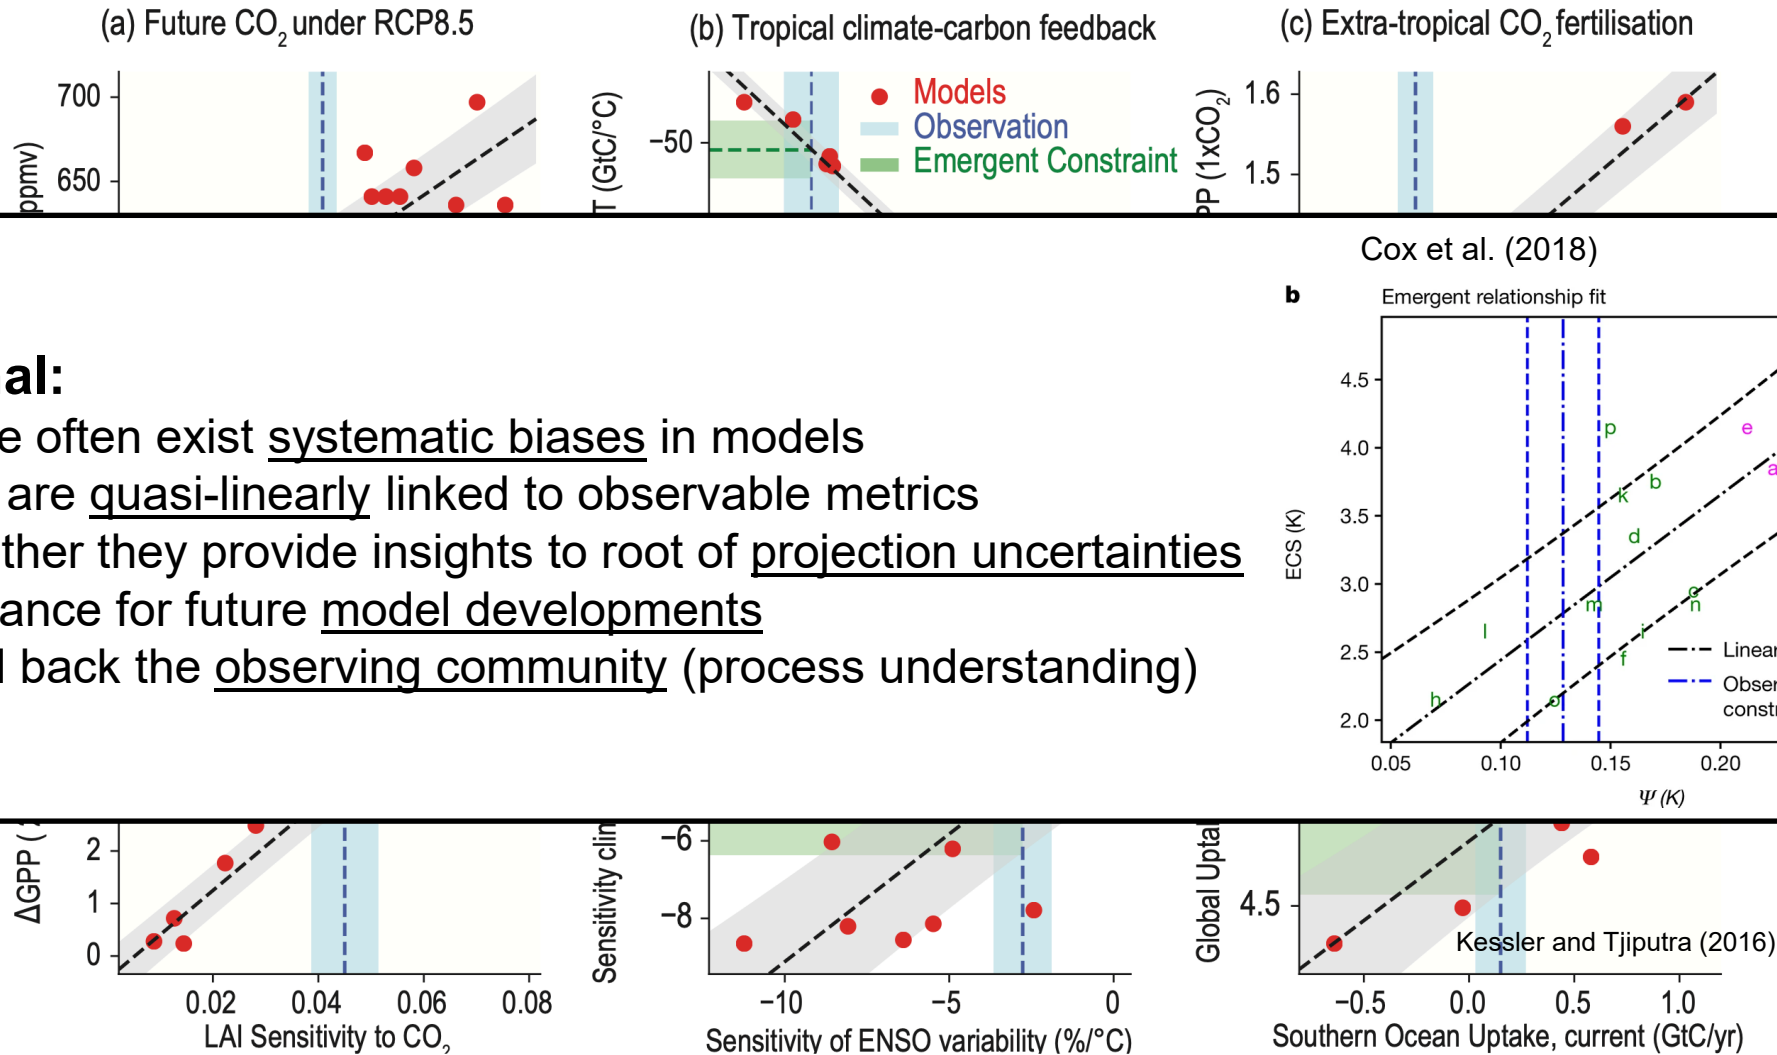 (a) Future CO2 under RCP8.5
(b) Tropical climate-carbon feedback
(c) Extra-tropical CO2 fertilisation
700
650
ppmv)
T (GtC/°C)
−50
Models
Observation
Emergent Constraint
PP (1xCO2)
1.6
1.5
Cox et al. (2018)
b
Emergent relationship fit
al:
e often exist systematic biases in models
are quasi-linearly linked to observable metrics
ther they provide insights to root of projection uncertainties
ance for future model developments
back the observing community (process understanding)
ECS (K)
4.5
4.0
3.5
3.0
2.5
2.0
p
e
a
b
k
d
m
c
n
l
i
f
h
o
Linear
Obser
constr
0.05
0.10
0.15
0.20
Ψ (K)
ΔGPP (
2
1
0
0.02
0.04
0.06
0.08
LAI Sensitivity to CO2
Sensitivity clim
−6
−8
−10
−5
0
Sensitivity of ENSO variability (%/°C)
Global Uptak
4.5
Kessler and Tjiputra (2016)
−0.5
0.0
0.5
1.0
Southern Ocean Uptake, current (GtC/yr)